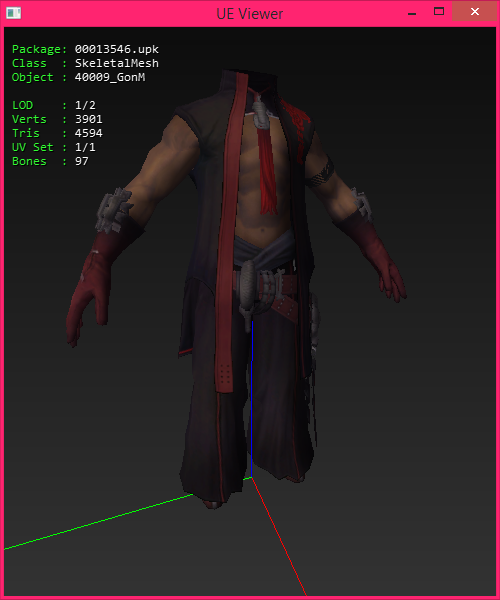 UE Viewer
Package: 00013546.upk
Class : SkeletalMesh
Object : 40009_GonM
LOD : 1/2
Verts : 3901
Tris : 4594
UV Set : 1/1
Bones : 97